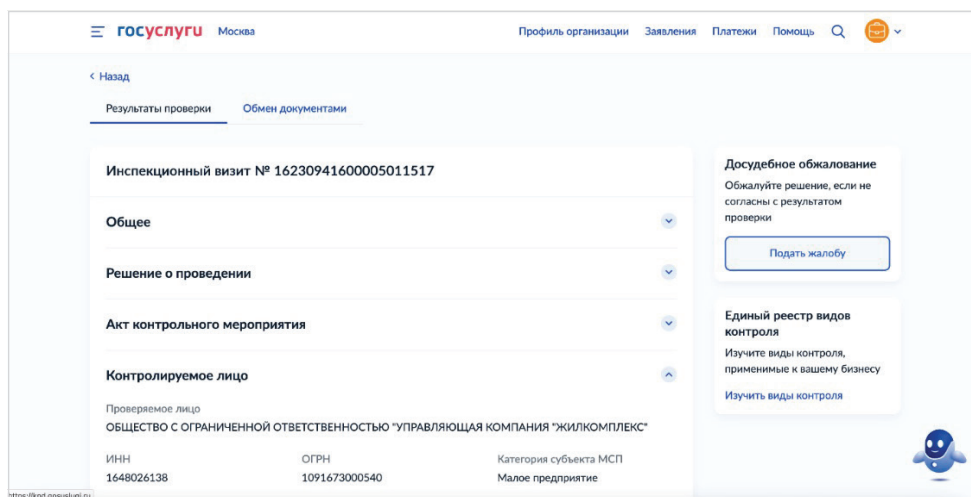 госуслуги Москва Профиль организации Заявления Платежи Помощь
Назад
Результаты проверки Обмен документами
Инспекционный визит № 16230941600005011517
Общее
Решение о проведении
Акт контрольного мероприятия
Контролируемое лицо
Проверяемое лицо
ОБЩЕСТВО С ОГРАНИЧЕННОЙ ОТВЕТСТВЕННОСТЬЮ "УПРАВЛЯЮЩАЯ КОМПАНИЯ "ЖИЛКОМПЛЕКС"
ИНН ОГРН Категория субъекта МСП
1648026138 1091673000540 Малое предприятие
Досудебное обжалование
Обжалуйте решение, если не
согласны с результатом
проверки
Подать жалобу
Единый реестр видов
контроля
Изучите виды контроля,
применимые к вашему бизнесу
Изучить виды контроля